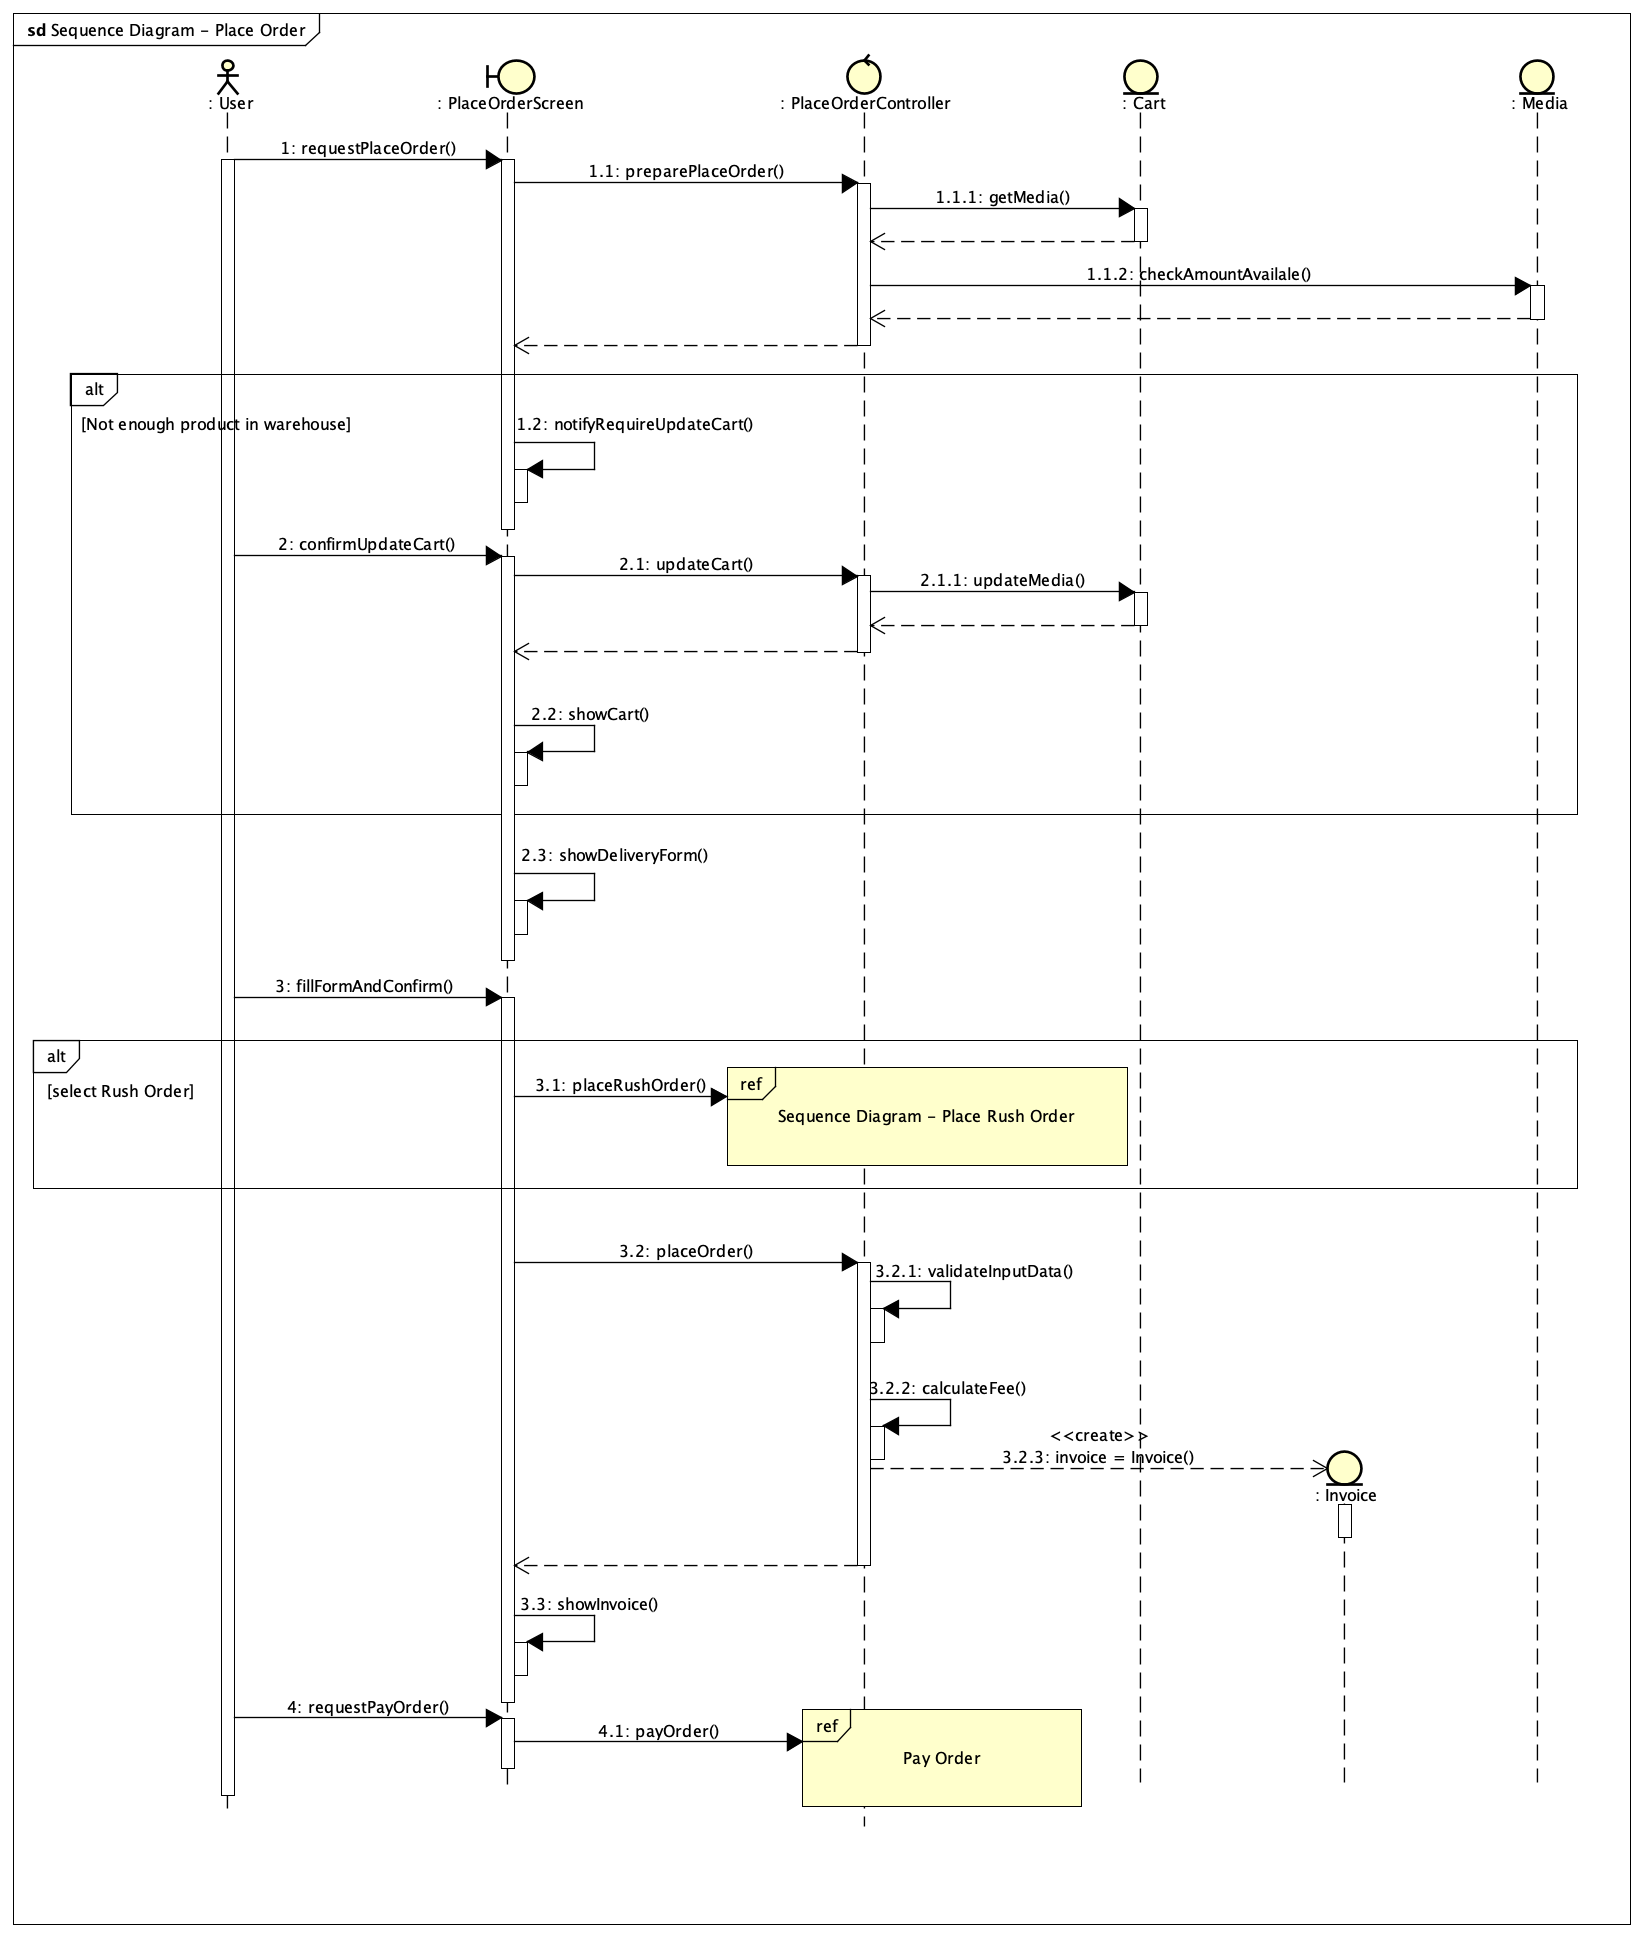 sd Sequence Diagram - Place Order
: User
: PlaceOrderScreen
: PlaceOrderController
: Cart
: Media
1: requestPlaceOrder()
1.1: preparePlaceOrder()
1.1.1: getMedia()
1.1.2: checkAmountAvailale()
alt
[Not enough product in warehouse]
1.2: notifyRequireUpdateCart()
2: confirmUpdateCart()
2.1: updateCart()
2.1.1: updateMedia()
2.2: showCart()
2.3: showDeliveryForm()
3: fillFormAndConfirm()
alt
[select Rush Order]
3.1: placeRushOrder()
ref
Sequence Diagram - Place Rush Order
3.2: placeOrder()
3.2.1: validateInputData()
3.2.2: calculateFee()
<<create>>
3.2.3: invoice = Invoice()
: Invoice
3.3: showInvoice()
4: requestPayOrder()
4.1: payOrder()
ref
Pay Order